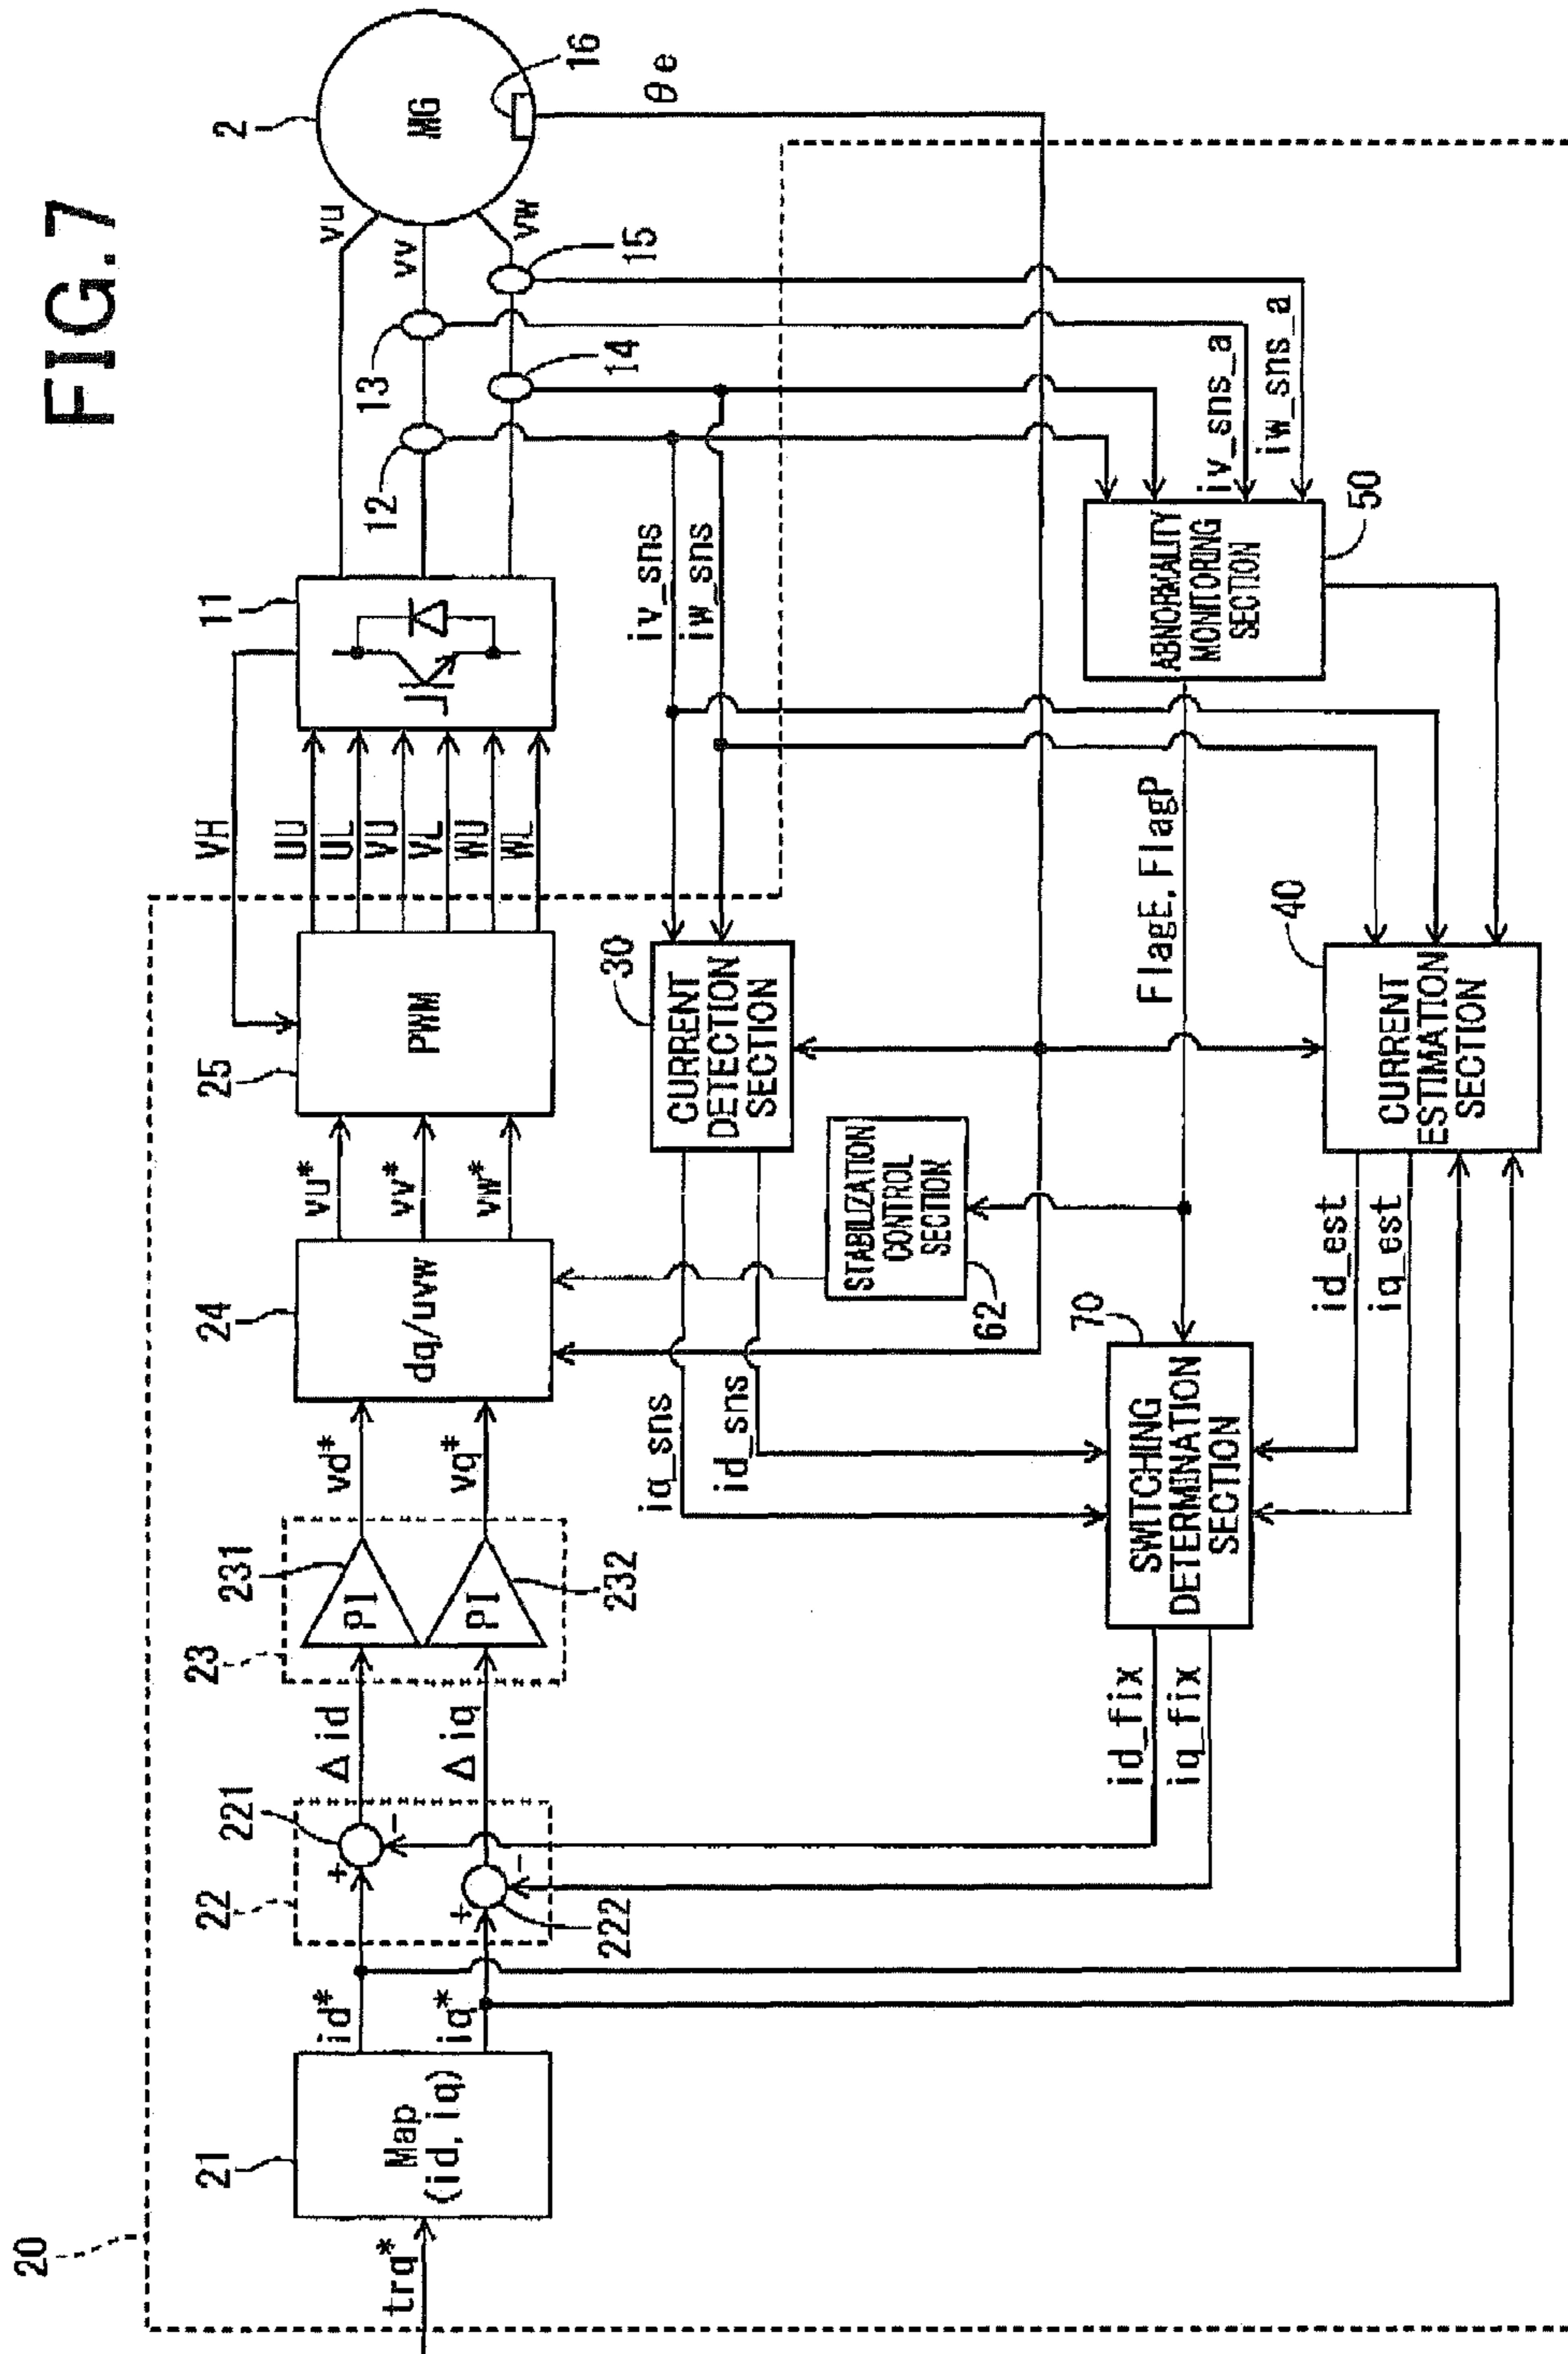 FIG.7
20
trq*
21
Map
(id, iq)
id*
iq*
22
221
+
-
222
+
-
Δid
Δiq
23
231
PI
232
PI
vd*
vq*
24
dq/uvw
vu*
vv*
vw*
25
PWM
VH
UU
UL
VU
VL
WU
WL
11
12
13
14
15
vu
vv
vw
2
MG
16
θe
iv_sns
iw_sns
30
CURRENT
DETECTION
SECTION
iq_sns
id_sns
STABILIZATION
CONTROL
SECTION
62
70
SWITCHING
DETERMINATION
SECTION
id_fix
iq_fix
FlagE, FlagP
iv_sns_a
iw_sns_a
ABNORMALITY
MONITORING
SECTION
50
40
CURRENT
ESTIMATION
SECTION
id_est
iq_est